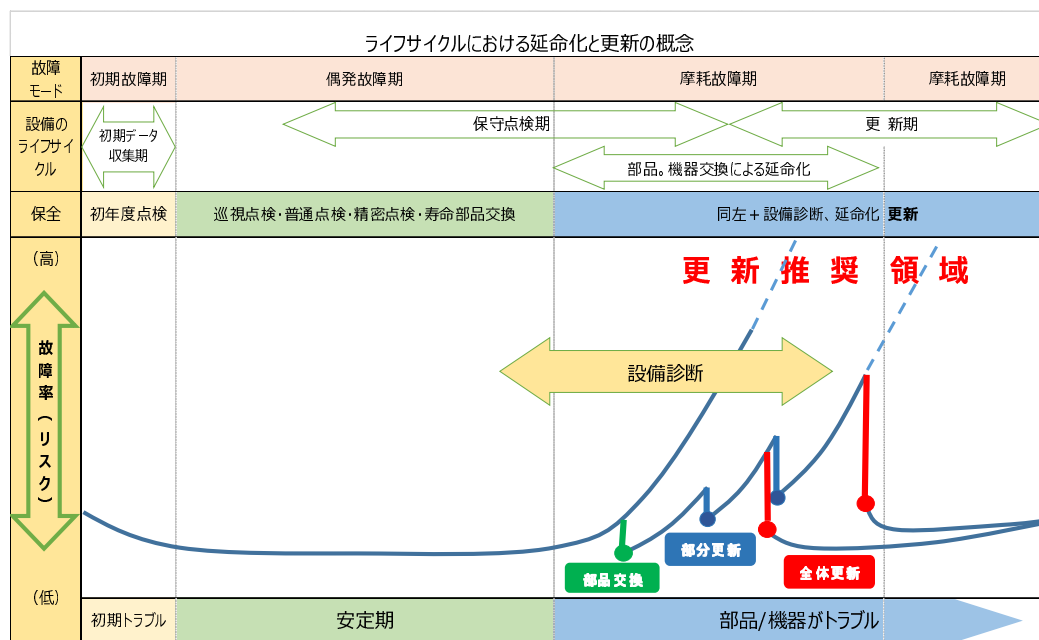 ライフサイクルにおける延命化と更新の概念
故障
モード
初期故障期
偶発故障期
摩耗故障期
摩耗故障期
設備の
ライフサイ
クル
初期データ
収集期
保守点検期
更 新期
部品。機器交換による延命化
保全
初年度点検
巡視点検・普通点検・精密点検・寿命部品交換
同左+設備診断、延命化 更新
(高)
故障率(リスク)
(低)
更新推奨領域
設備診断
部品交換
部分更新
全体更新
初期トラブル
安定期
部品/機器がトラブル